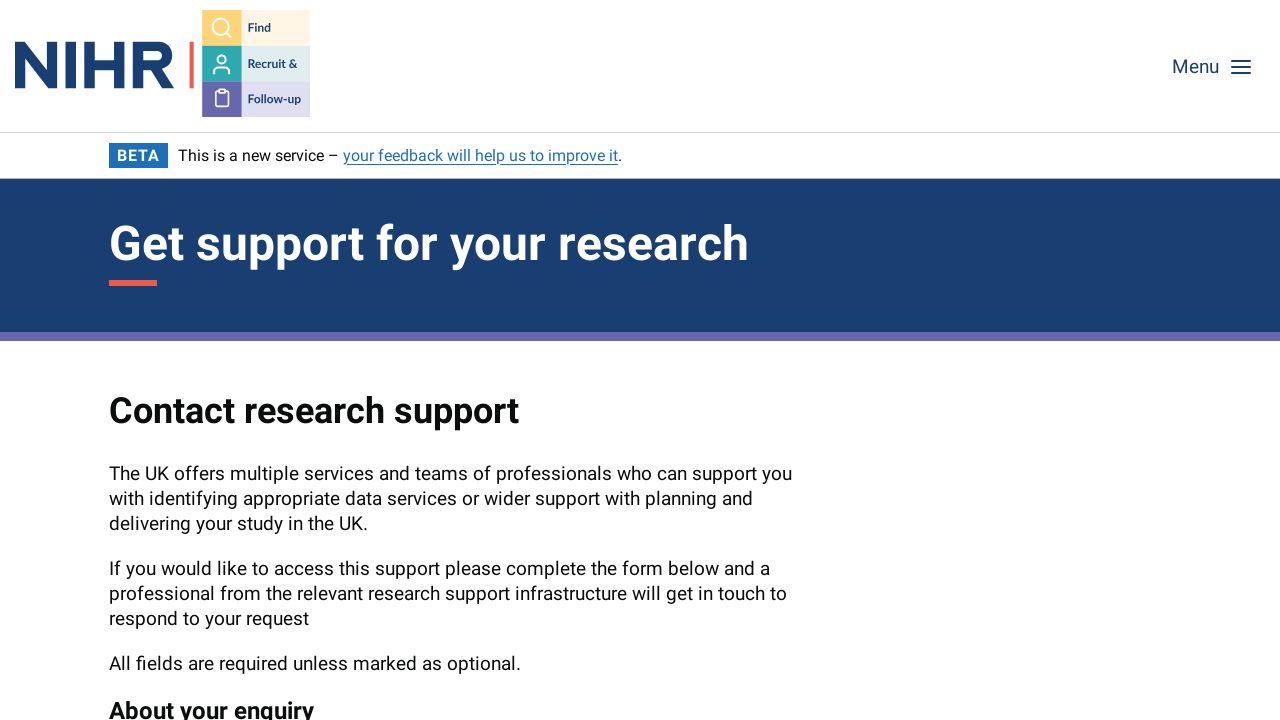 NIHR
Find
Recruit &
Follow-up
Menu
BETA This is a new service – your feedback will help us to improve it.
Get support for your research
Contact research support
The UK offers multiple services and teams of professionals who can support you
with identifying appropriate data services or wider support with planning and
delivering your study in the UK.
If you would like to access this support please complete the form below and a
professional from the relevant research support infrastructure will get in touch to
respond to your request
All fields are required unless marked as optional.
About your enquiry